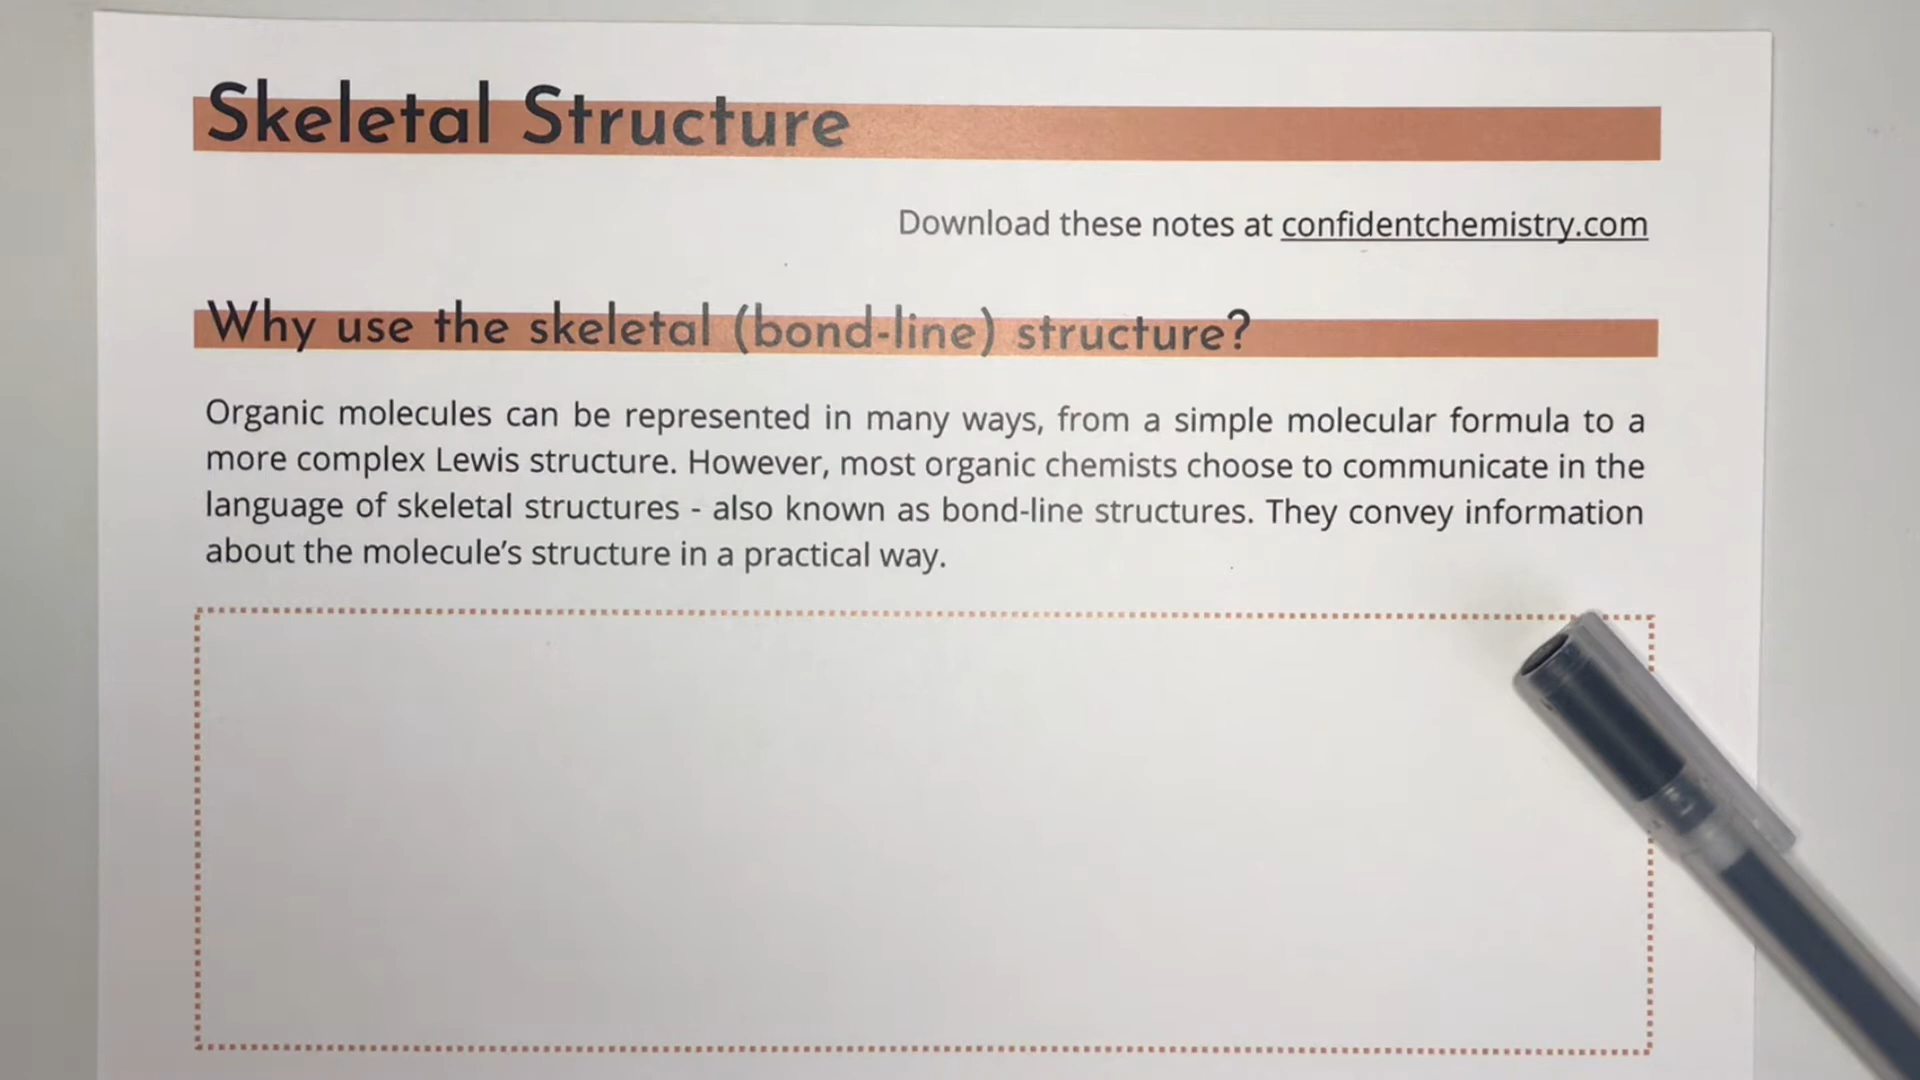 Skeletal Structure
Download these notes at confidentchemistry.com
Why use the skeletal (bond-line) structure?
Organic molecules can be represented in many ways, from a simple molecular formula to a
more complex Lewis structure. However, most organic chemists choose to communicate in the
language of skeletal structures - also known as bond-line structures. They convey information
about the molecule’s structure in a practical way.